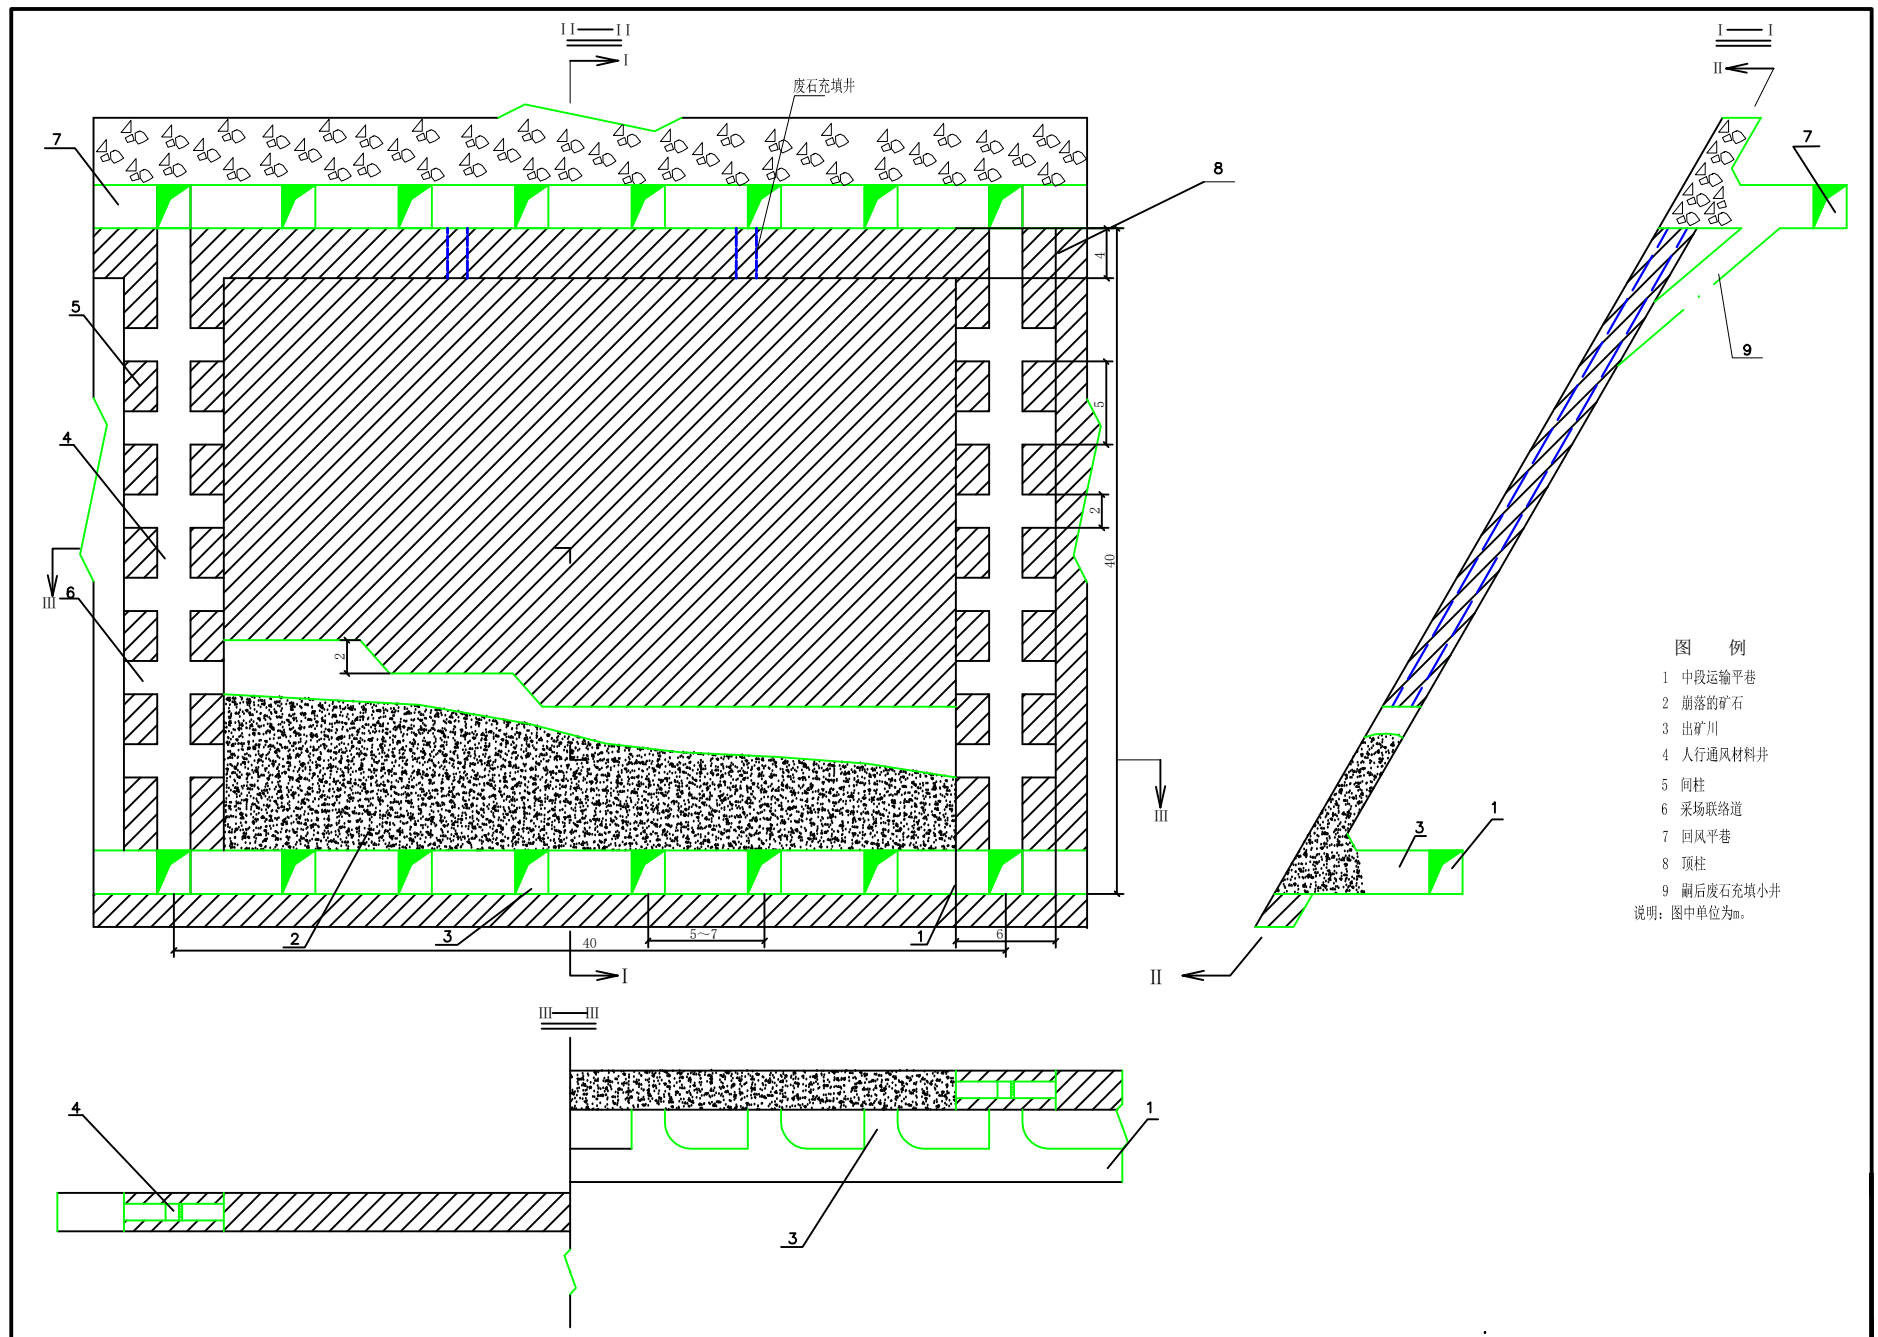 II——II
I
I——I
II
废石充填井
7
7
8
4
5
5
4
2
40
III
6
9
2
图 例
1 中段运输平巷
2 崩落的矿石
3 出矿川
4 人行通风材料井
5 间柱
6 采场联络道
7 回风平巷
8 顶柱
9 嗣后废石充填小井
说明：图中单位为m。
III
3
1
2
3
40
5～7
1
6
I
II
III——III
4
1
3